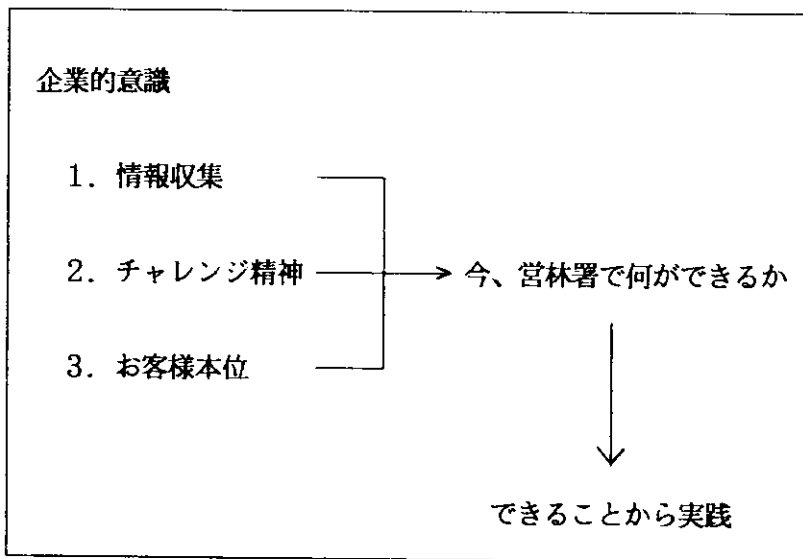 企業的意識
1. 情報収集
2. チャレンジ精神
今、営林署で何ができるか
3. お客様本位
できることから実践